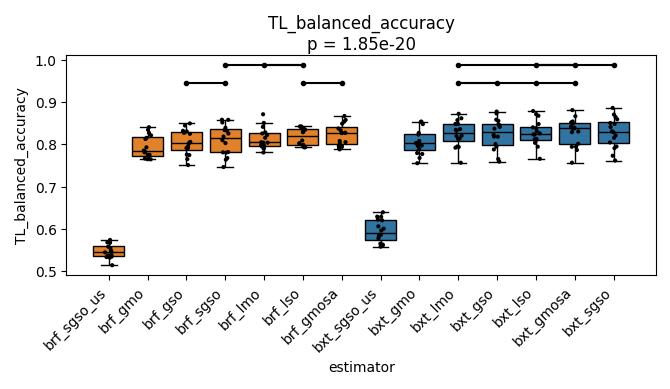 TL_balanced_accuracy
p = 1.85e-20
TL_balanced_accuracy
1.0
0.9
0.8
0.7
0.6
0.5
brf_sgso_us
brf_gmo
brf_gso
brf_sgso
brf_lmo
brf_lso
brf_gmosa
bxt_sgso_us
bxt_gmo
bxt_lmo
bxt_gso
bxt_lso
bxt_gmosa
bxt_sgso
estimator